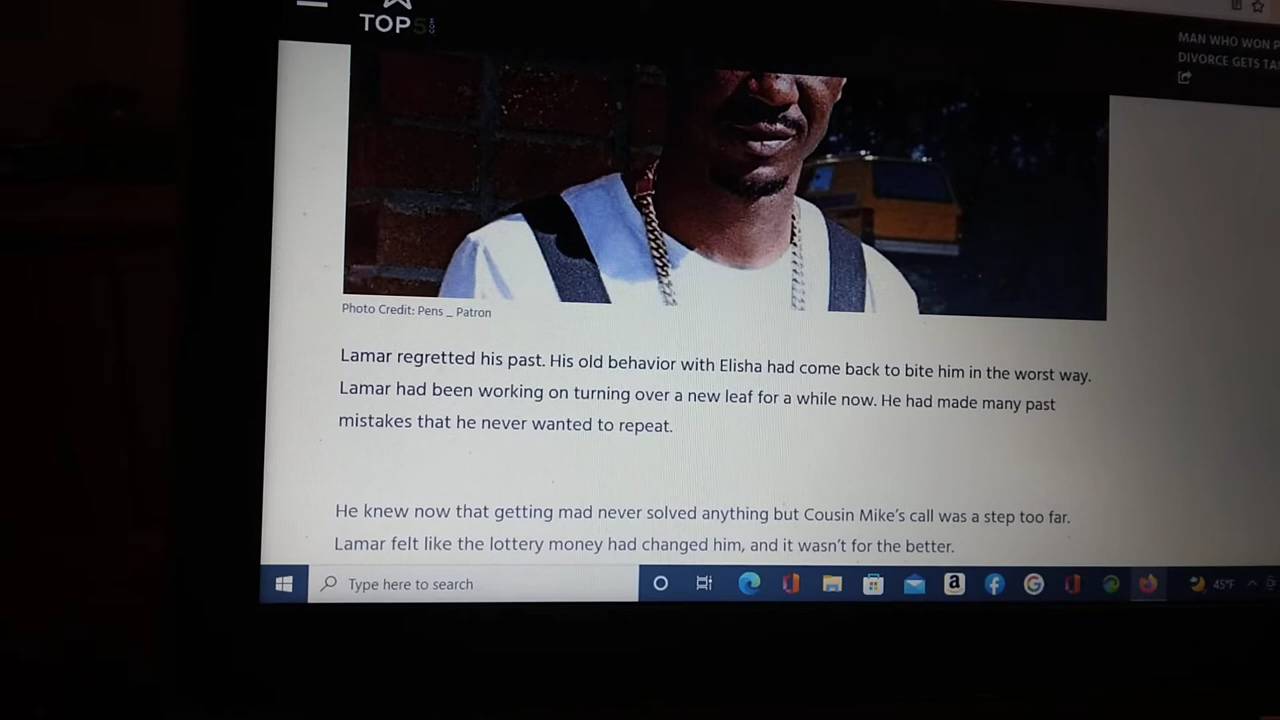 TOP5
MAN WHO WON
DIVORCE GETS
Photo Credit: Pens _ Patron
Lamar regretted his past. His old behavior with Elisha had come back to bite him in the worst way.
Lamar had been working on turning over a new leaf for a while now. He had made many past
mistakes that he never wanted to repeat.
He knew now that getting mad never solved anything but Cousin Mike's call was a step too far.
Lamar felt like the lottery money had changed him, and it wasn't for the better.
Type here to search
45°F